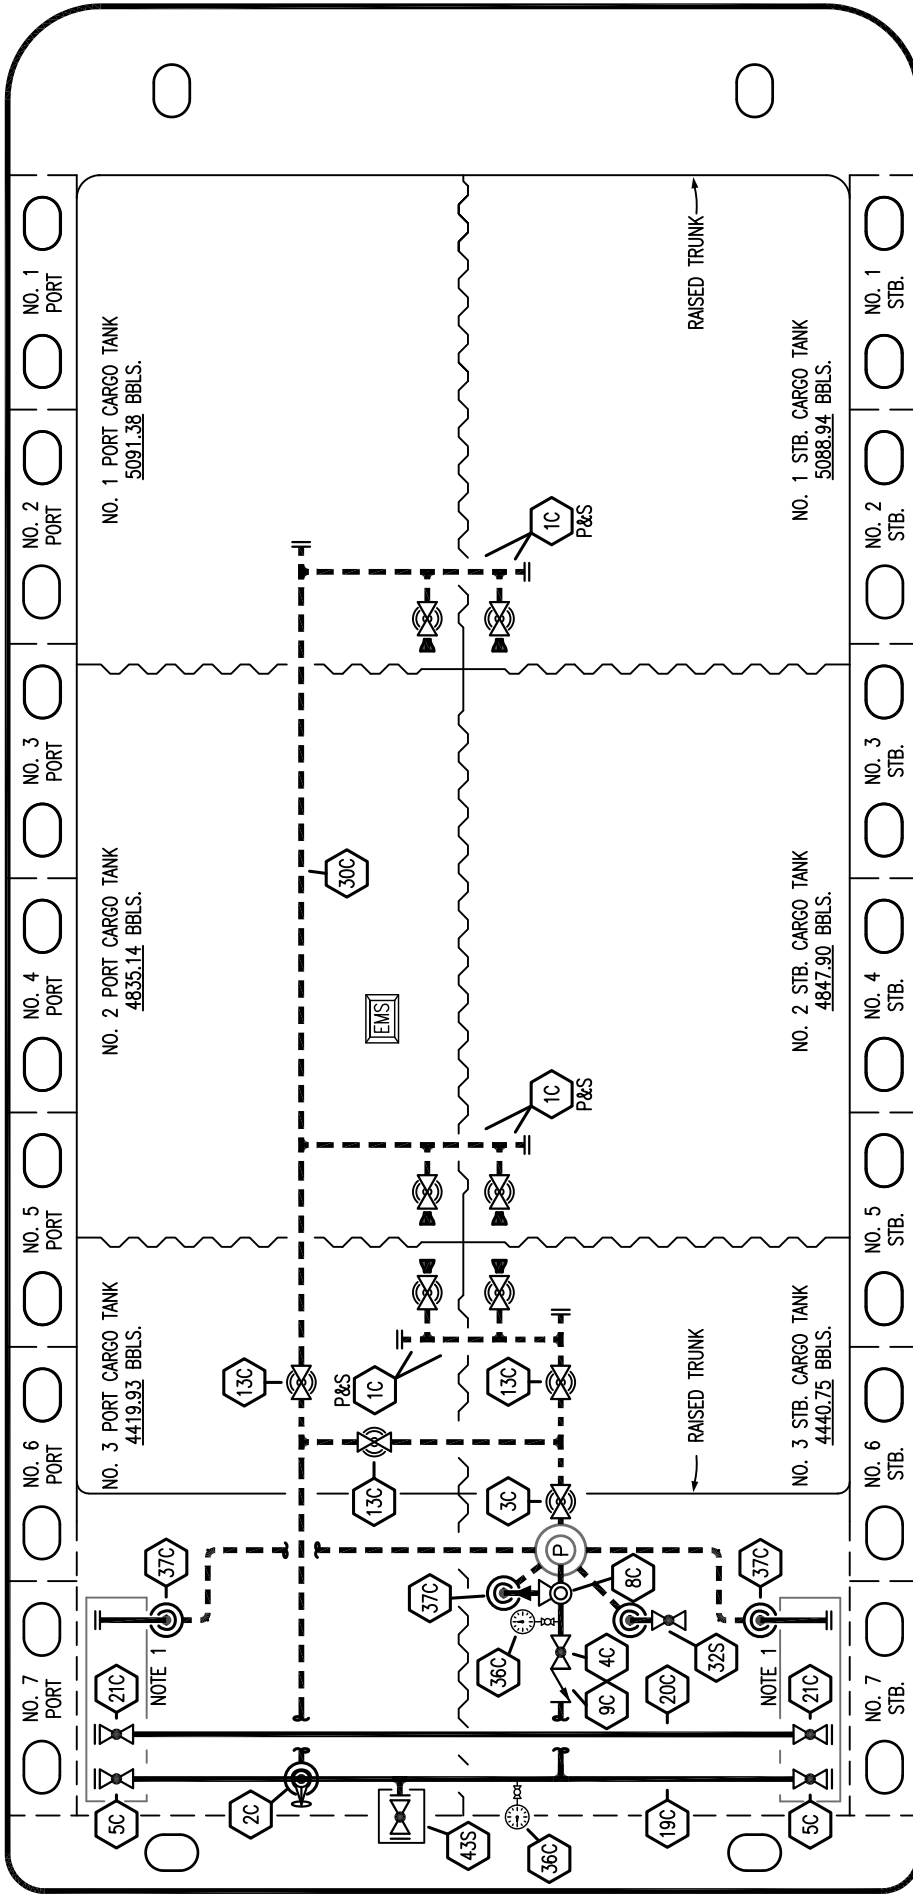 NO. 1
PORT
NO. 2
PORT
NO. 3
PORT
NO. 4
PORT
NO. 5
PORT
NO. 6
PORT
NO. 7
PORT
NO. 1 PORT CARGO TANK
5091.38 BBLS.
NO. 2 PORT CARGO TANK
4835.14 BBLS.
NO. 3 PORT CARGO TANK
4419.93 BBLS.
RAISED TRUNK
NO. 1 STB. CARGO TANK
5088.94 BBLS.
NO. 2 STB. CARGO TANK
4847.90 BBLS.
RAISED TRUNK
NO. 3 STB. CARGO TANK
4440.75 BBLS.
1C
P&S
30C
EMS
1C
P&S
13C
P&S
1C
13C
13C
3C
P
37C
37C
8C
37C
36C
4C
32S
9C
20C
NOTE 1
21C
NOTE 1
21C
5C
2C
43S
36C
19C
5C
NO. 1
STB.
NO. 2
STB.
NO. 3
STB.
NO. 4
STB.
NO. 5
STB.
NO. 6
STB.
NO. 7
STB.